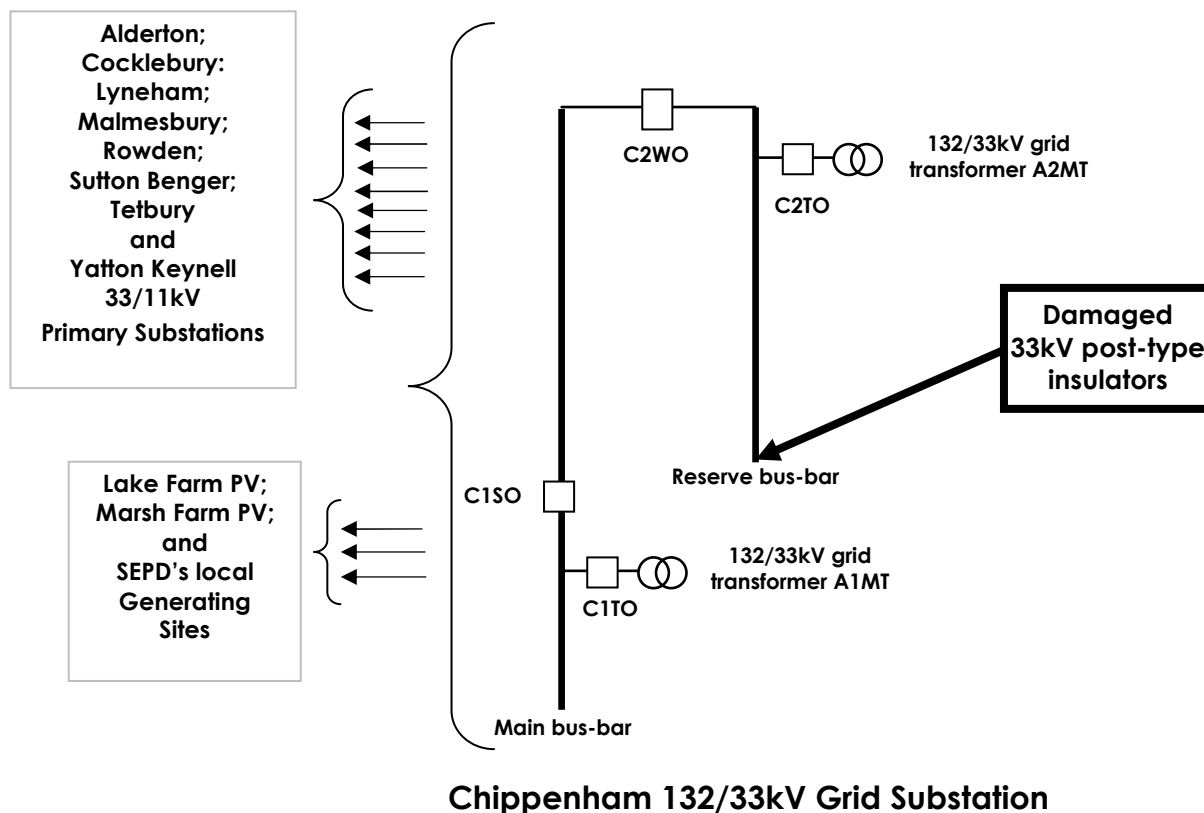 Alderton;
Cocklebury:
Lyneham;
Malmesbury;
Rowden;
Sutton Benger;
Tetbury
and
Yatton Keynell
33/11kV
Primary Substations
Lake Farm PV;
Marsh Farm PV;
and
SEPD's local
Generating
Sites
C2WO
132/33kV grid
transformer A2MT
C2TO
Damaged
33kV post-type
insulators
Reserve bus-bar
C1SO
132/33kV grid
transformer A1MT
C1TO
Main bus-bar
Chippenham 132/33kV Grid Substation